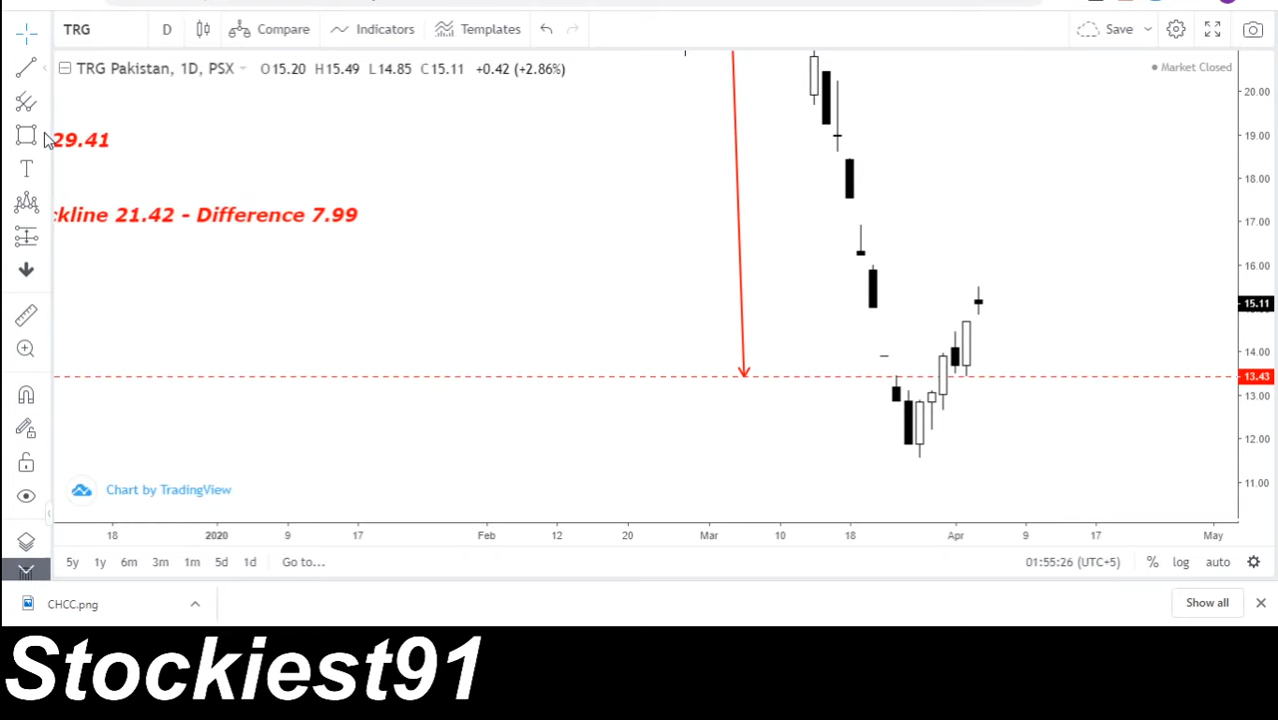 TRG D Compare Indicators Templates Save
TRG Pakistan, 1D, PSX O15.20 H15.49 L14.85 C15.11 +0.42 (+2.86%) Market Closed
29.41
kline 21.42 - Difference 7.99
20.00
19.00
18.00
17.00
16.00
15.11
14.00
13.43
13.00
12.00
11.00
Chart by TradingView
18 2020 9 17 Feb 12 20 Mar 10 18 Apr 9 17 May
5y 1y 6m 3m 1m 5d 1d Go to... 01:55:26 (UTC+5) % log auto
CHCC.png Show all
Stockiest91